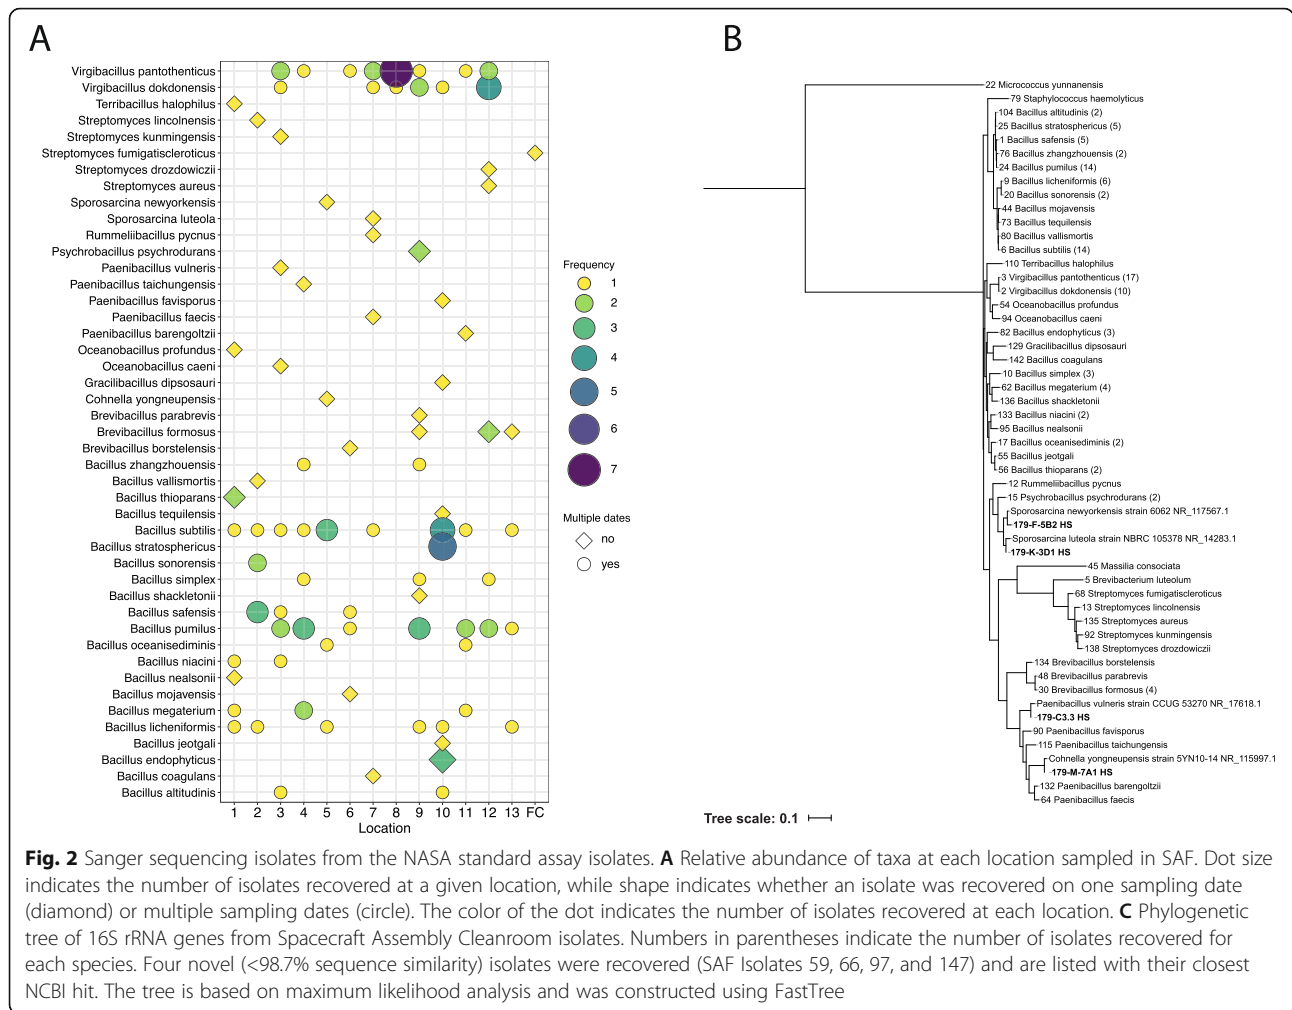 A
Virgibacillus pantothenticus
Virgibacillus dokdonensis
Terribacillus halophilus
Streptomyces lincolnensis
Streptomyces kunmingensis
Streptomyces fumigatiscleroticus
Streptomyces drozdowiczii
Streptomyces aureus
Sporosarcina newyorkensis
Sporosarcina luteola
Rummeliibacillus pycnus
Psychrobacillus psychrodurans
Paenibacillus vulneris
Paenibacillus taichungensis
Paenibacillus favisporus
Paenibacillus faecis
Paenibacillus barengoltzii
Oceanobacillus profundus
Oceanobacillus caeni
Gracilibacillus dipsosauri
Cohnella yongneupensis
Brevibacillus parabrevis
Brevibacillus formosus
Brevibacillus borstelensis
Bacillus zhangzhouensis
Bacillus vallismortis
Bacillus thioparans
Bacillus tequilensis
Bacillus subtilis
Bacillus stratosphericus
Bacillus sonorensis
Bacillus simplex
Bacillus shackletonii
Bacillus safensis
Bacillus pumilus
Bacillus oceanisediminis
Bacillus niacini
Bacillus nealsonii
Bacillus mojavensis
Bacillus megaterium
Bacillus licheniformis
Bacillus jeotgali
Bacillus endophyticus
Bacillus coagulans
Bacillus altitudinis
1 2 3 4 5 6 7 8 9 10 11 12 13 FC
Location
Frequency
1
2
3
4
5
6
7
Multiple dates
no
yes
B
22 Micrococcus yunnanensis
79 Staphylococcus haemolyticus
104 Bacillus altitudinis (2)
25 Bacillus stratosphericus (5)
1 Bacillus safensis (5)
76 Bacillus zhangzhouensis (2)
24 Bacillus pumilus (14)
9 Bacillus licheniformis (6)
20 Bacillus sonorensis (2)
44 Bacillus mojavensis
73 Bacillus tequilensis
80 Bacillus vallismortis
6 Bacillus subtilis (14)
110 Terribacillus halophilus
3 Virgibacillus pantothenticus (17)
2 Virgibacillus dokdonensis (10)
54 Oceanobacillus profundus
94 Oceanobacillus caeni
82 Bacillus endophyticus (3)
129 Gracilibacillus dipsosauri
142 Bacillus coagulans
10 Bacillus simplex (3)
62 Bacillus megaterium (4)
136 Bacillus shackletonii
133 Bacillus niacini (2)
95 Bacillus nealsonii
17 Bacillus oceanisediminis (2)
55 Bacillus jeotgali
56 Bacillus thioparans (2)
12 Rummeliibacillus pycnus
15 Psychrobacillus psychrodurans (2)
Sporosarcina newyorkensis strain 6062 NR_117567.1
179-F-5B2 HS
Sporosarcina luteola strain NBRC 105378 NR_14283.1
179-K-3D1 HS
45 Massilia consociata
5 Brevibacterium luteolum
68 Streptomyces fumigatiscleroticus
13 Streptomyces lincolnensis
135 Streptomyces aureus
92 Streptomyces kunmingensis
138 Streptomyces drozdowiczii
134 Brevibacillus borstelensis
48 Brevibacillus parabrevis
30 Brevibacillus formosus (4)
Paenibacillus vulneris strain CCUG 53270 NR_17618.1
179-C3.3 HS
90 Paenibacillus favisporus
115 Paenibacillus taichungensis
Cohnella yongneupensis strain 5YN10-14 NR_115997.1
179-M-7A1 HS
132 Paenibacillus barengoltzii
64 Paenibacillus faecis
Tree scale: 0.1
Fig. 2 Sanger sequencing isolates from the NASA standard assay isolates. A Relative abundance of taxa at each location sampled in SAF. Dot size
indicates the number of isolates recovered at a given location, while shape indicates whether an isolate was recovered on one sampling date
(diamond) or multiple sampling dates (circle). The color of the dot indicates the number of isolates recovered at each location. C Phylogenetic
tree of 16S rRNA genes from Spacecraft Assembly Cleanroom isolates. Numbers in parentheses indicate the number of isolates recovered for
each species. Four novel (<98.7% sequence similarity) isolates were recovered (SAF Isolates 59, 66, 97, and 147) and are listed with their closest
NCBI hit. The tree is based on maximum likelihood analysis and was constructed using FastTree